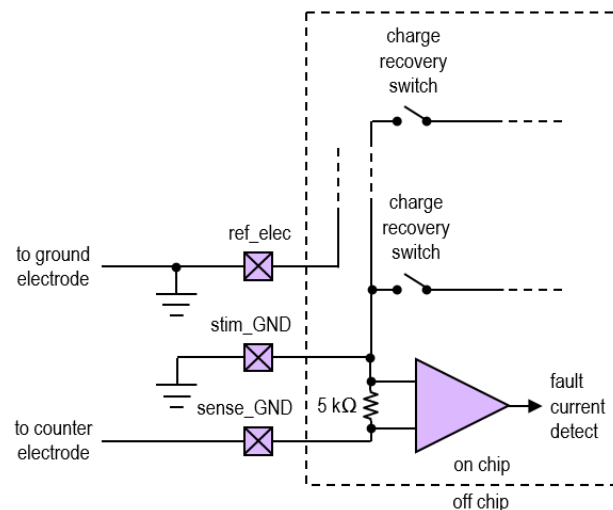 charge
recovery
switch
charge
recovery
switch
ref_elec
to ground
electrode
stim_GND
sense_GND
5 kΩ
to counter
electrode
fault
current
detect
on chip
off chip